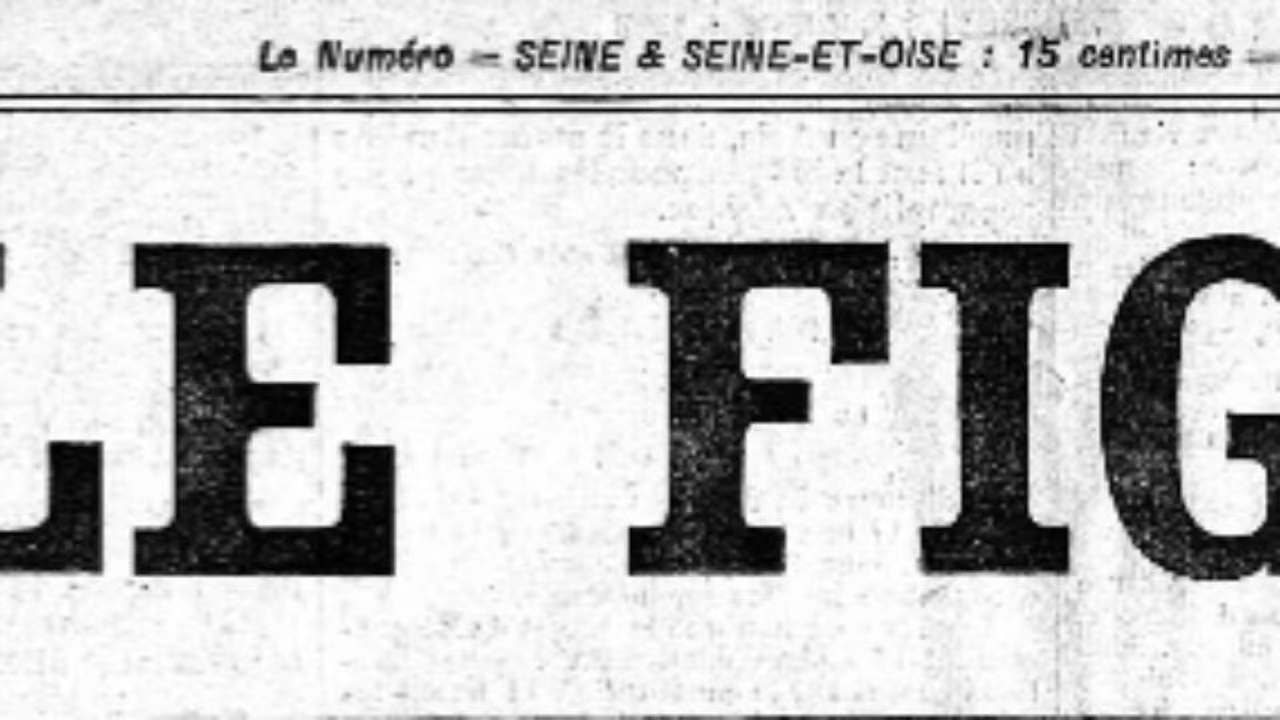 Le Numéro — SEINE & SEINE-ET-OISE : 15 centimes —
LE FIG